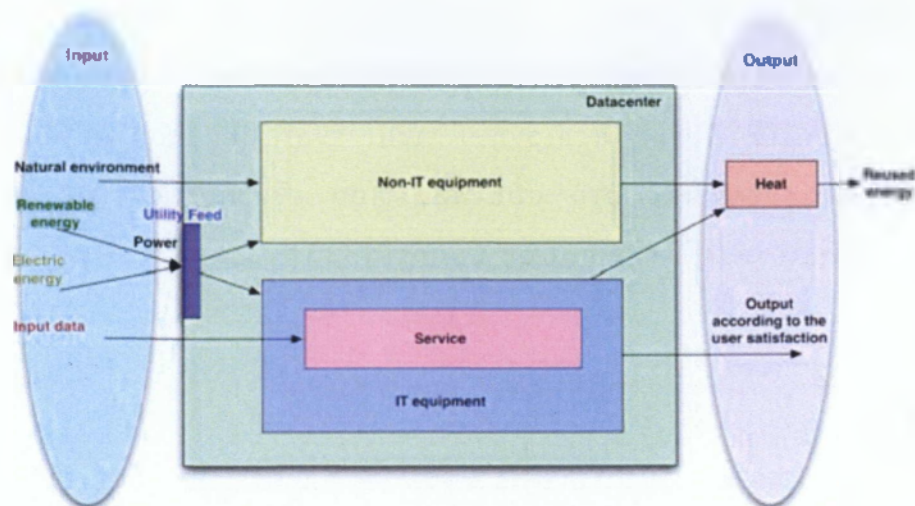 Input
Output
Datacenter
Natural environment
Non-IT equipment
Heat
Reused
energy
Renewable
energy
Utility Feed
Power
Electric
energy
Input data
Service
Output
according to the
user satisfaction
IT equipment